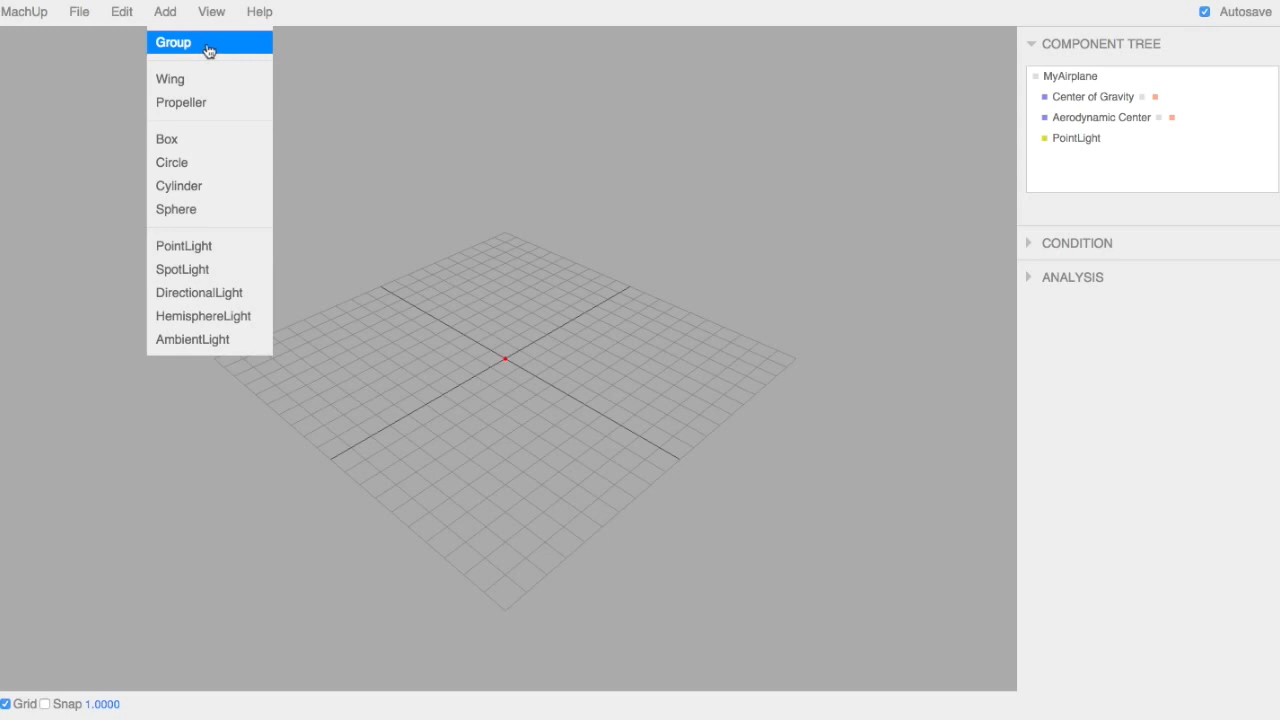 MachUp File Edit Add View Help Autosave
Group
Wing
Propeller
Box
Circle
Cylinder
Sphere
PointLight
SpotLight
DirectionalLight
HemisphereLight
AmbientLight
COMPONENT TREE
MyAirplane
Center of Gravity
Aerodynamic Center
PointLight
CONDITION
ANALYSIS
Grid Snap 1.0000